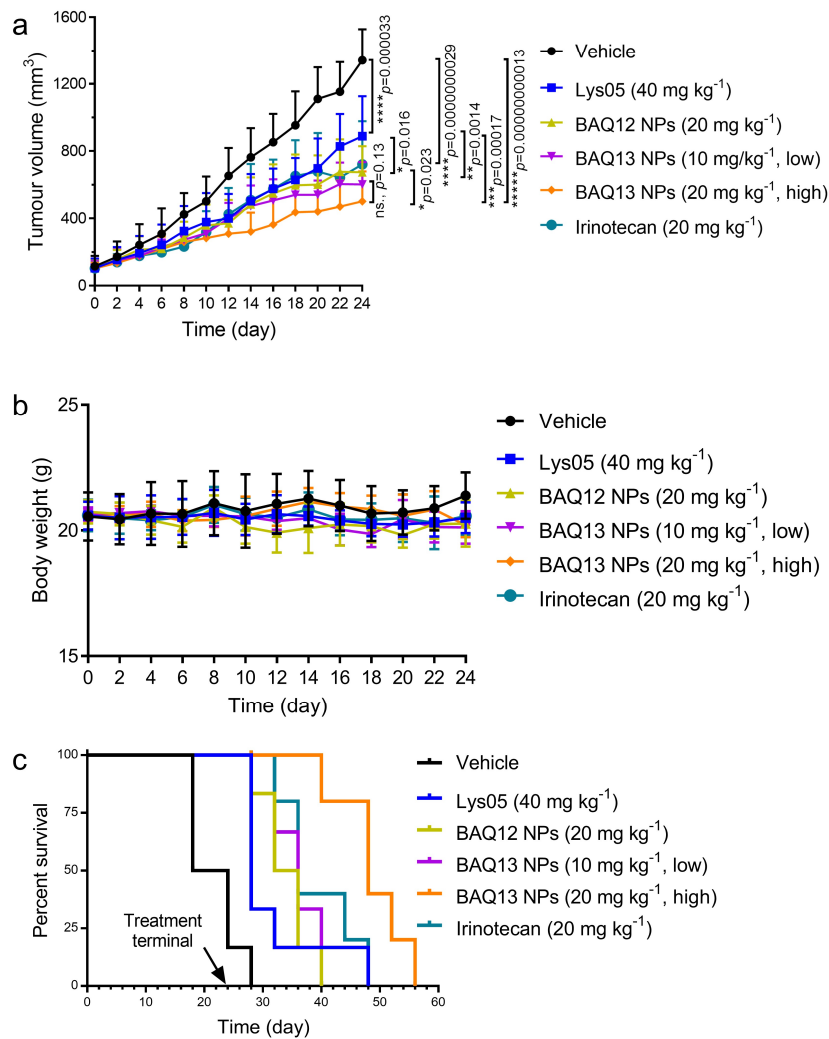 a
Tumour volume (mm3)
1600
1200
800
400
0
0 2 4 6 8 10 12 14 16 18 20 22 24
Time (day)
****p=0.000033
ns., p=0.13
*p=0.016
*p=0.023
****p=0.0000000029
**p=0.0014
***p=0.00017
Vehicle
Lys05 (40 mg kg-1)
BAQ12 NPs (20 mg kg-1)
BAQ13 NPs (10 mg/kg-1, low)
BAQ13 NPs (20 mg kg-1, high)
Irinotecan (20 mg kg-1)
b
Body weight (g)
25
20
15
0 2 4 6 8 10 12 14 16 18 20 22 24
Time (day)
Vehicle
Lys05 (40 mg kg-1)
BAQ12 NPs (20 mg kg-1)
BAQ13 NPs (10 mg kg-1, low)
BAQ13 NPs (20 mg kg-1, high)
Irinotecan (20 mg kg-1)
c
Percent survival
100
75
50
25
0
Treatment
terminal
0 10 20 30 40 50 60
Time (day)
Vehicle
Lys05 (40 mg kg-1)
BAQ12 NPs (20 mg kg-1)
BAQ13 NPs (10 mg kg-1, low)
BAQ13 NPs (20 mg kg-1, high)
Irinotecan (20 mg kg-1)